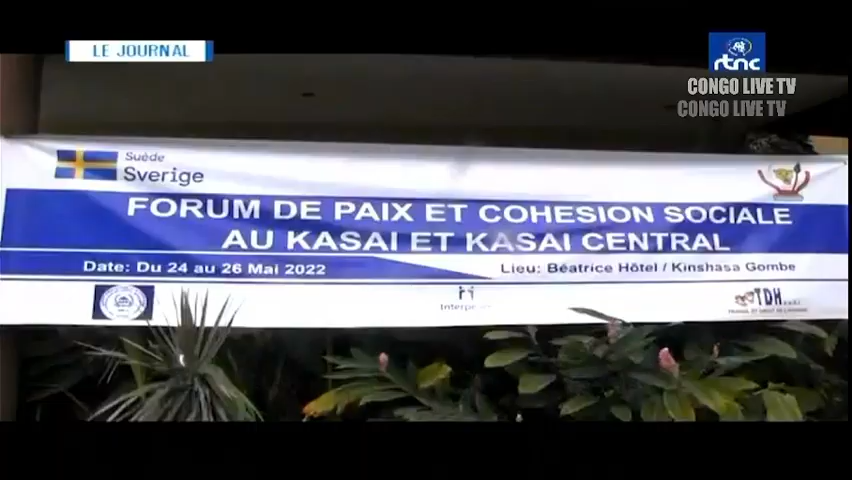 LE JOURNAL
rtnc
CONGO LIVE TV
CONGO LIVE TV
Suède
Sverige
FORUM DE PAIX ET COHESION SOCIALE
AU KASAI ET KASAI CENTRAL
Date: Du 24 au 26 Mai 2022
Lieu: Béatrice Hôtel / Kinshasa Gombe
TDH